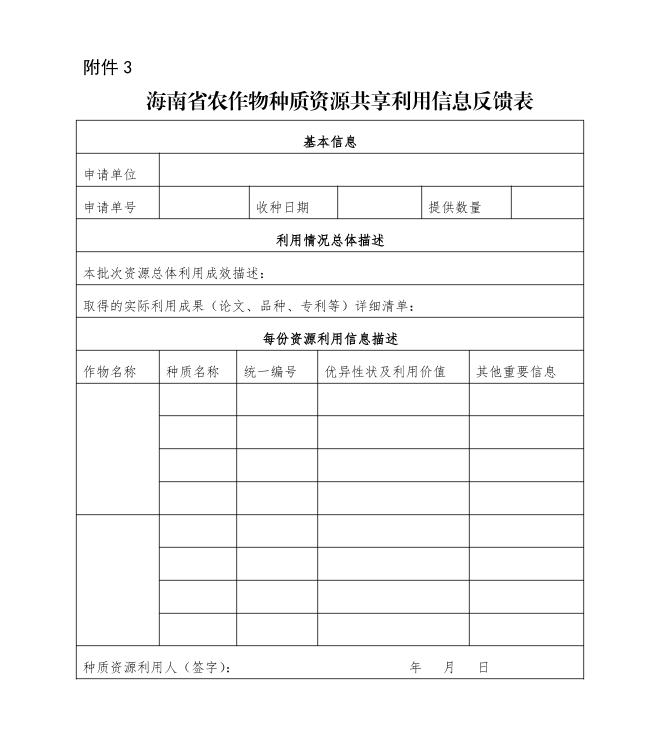 附件 3
海南省农作物种质资源共享利用信息反馈表
基本信息
申请单位
申请单号 收种日期 提供数量
利用情况总体描述
本批次资源总体利用成效描述：
取得的实际利用成果（论文、品种、专利等）详细清单：
每份资源利用信息描述
作物名称 种质名称 统一编号 优异性状及利用价值 其他重要信息
种质资源利用人（签字）： 年 月 日